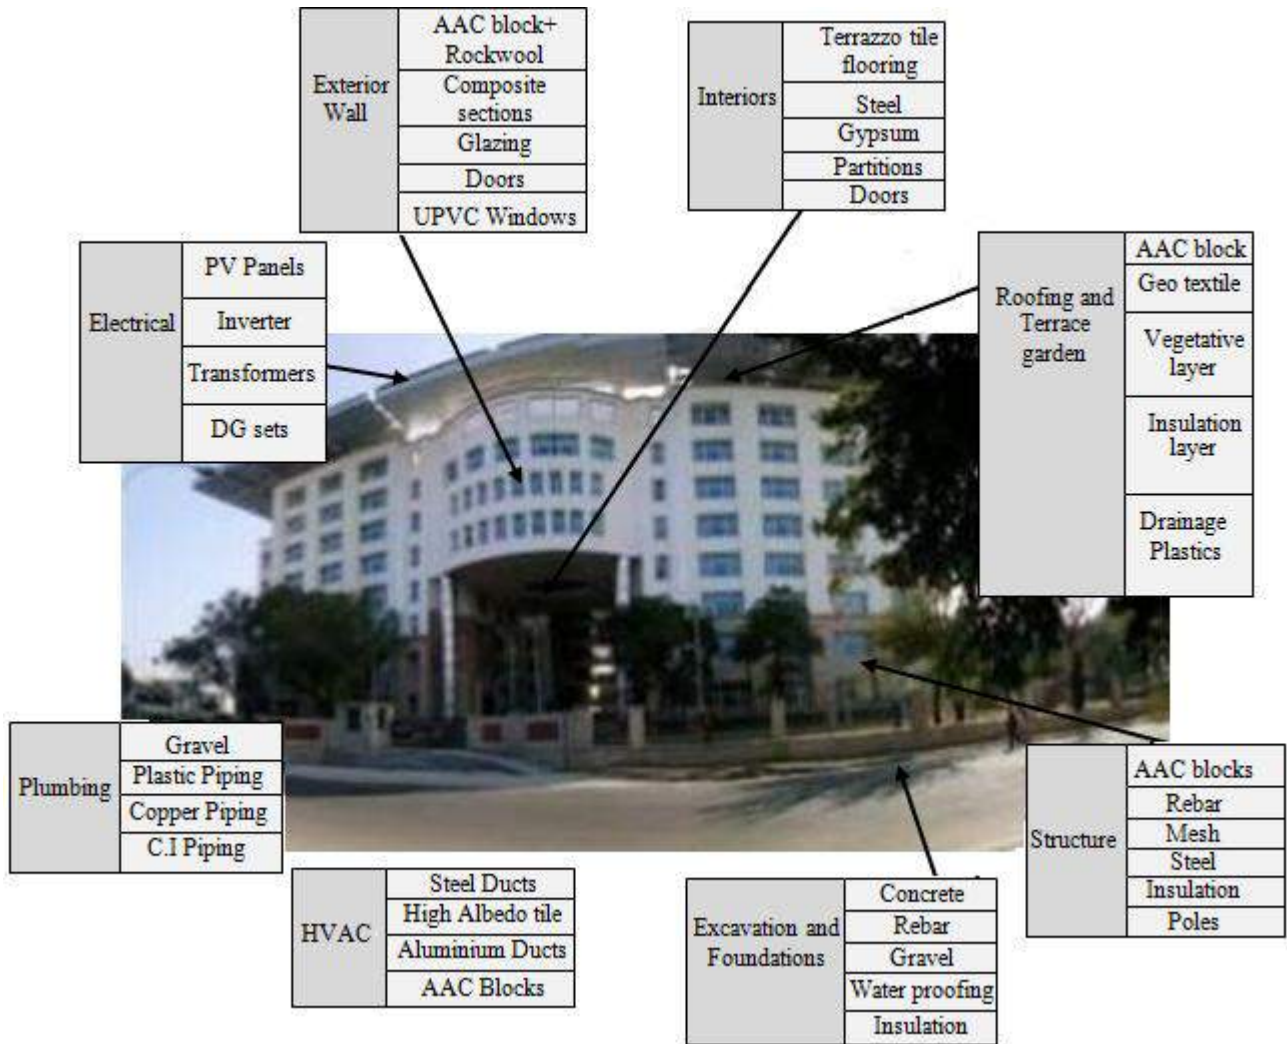 Exterior
Wall
AAC block+
Rockwool
Composite
sections
Glazing
Doors
UPVC Windows
Interiors
Terrazzo tile
flooring
Steel
Gypsum
Partitions
Doors
Electrical
PV Panels
Inverter
Transformers
DG sets
Roofing and
Terrace
garden
AAC block
Geo textile
Vegetative
layer
Insulation
layer
Drainage
Plastics
Plumbing
Gravel
Plastic Piping
Copper Piping
C.I Piping
HVAC
Steel Ducts
High Albedo tile
Aluminium Ducts
AAC Blocks
Excavation and
Foundations
Concrete
Rebar
Gravel
Water proofing
Insulation
Structure
AAC blocks
Rebar
Mesh
Steel
Insulation
Poles